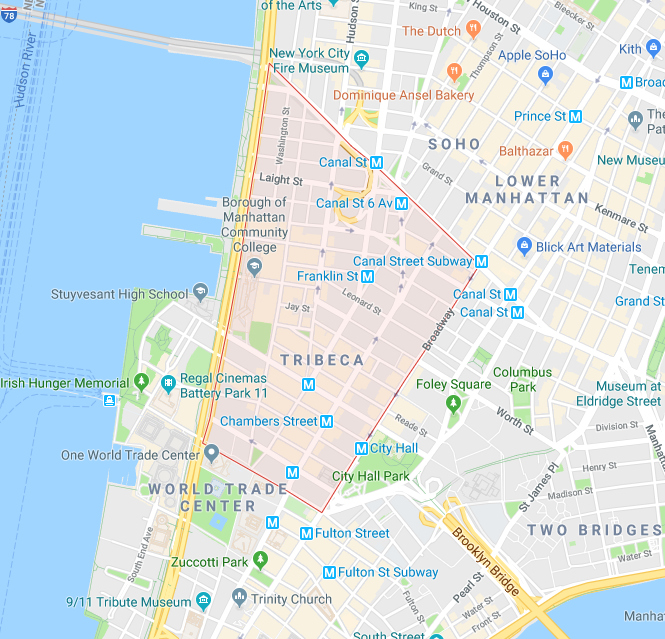 of the Arts
King St
Bleecker St
Houston St
78
Hudson St
The Dutch
New York City
Fire Museum
Thompson St
Apple SoHo
Kith
Hudson River
Dominique Ansel Bakery
Broad
Prince St
The
Pat
Washington St
SOHO
Balthazar
New Museu
Canal St
Grand St
Laight St
LOWER
MANHATTAN
Canal St 6 Av
Borough of
Manhattan
Community
College
Kenmare St
Blick Art Materials
Canal Street Subway
Franklin St
Tenem
Stuyvesant High School
Leonard St
Canal St
Grand St
Jay St
Canal St
Broadway
TRIBECA
Columbus
Park
Irish Hunger Memorial
Regal Cinemas
Battery Park 11
Foley Square
Museum at
Eldridge Street
Worth St
Chambers Street
Reade St
Division St
Manhat
City Hall
One World Trade Center
Henry St
City Hall Park
St James Pl
Madison St
WORLD TRADE
CENTER
TWO BRIDGES
Fulton Street
Brooklyn Bridge
South End Ave
Zuccotti Park
Water St
Fulton St Subway
Pearl St
9/11 Tribute Museum
Trinity Church
Fulton St
Water St
Front St
Manha
South Street